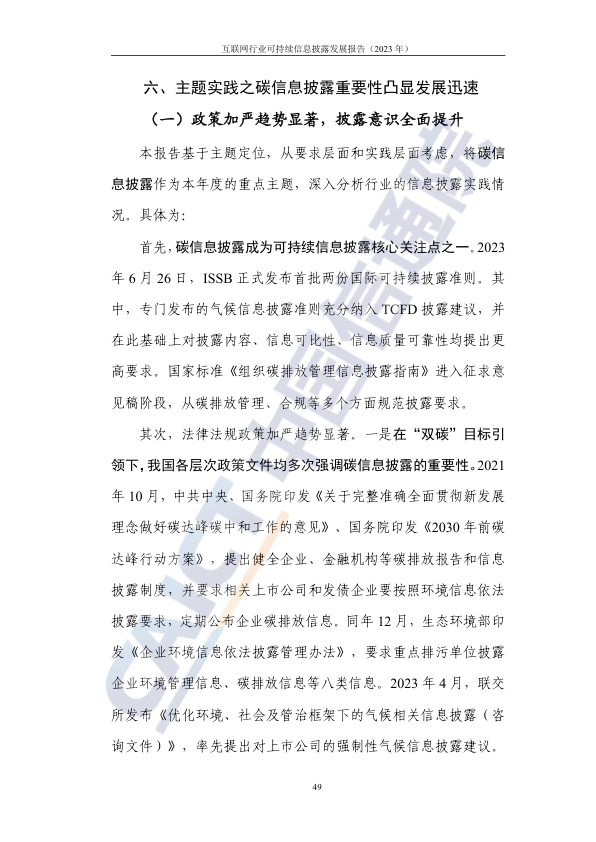 互联网行业可持续信息披露发展报告（2023 年）
六、主题实践之碳信息披露重要性凸显发展迅速
（一）政策加严趋势显著，披露意识全面提升
本报告基于主题定位，从要求层面和实践层面考虑，将碳信
息披露作为本年度的重点主题，深入分析行业的信息披露实践情
况。具体为：
首先，碳信息披露成为可持续信息披露核心关注点之一。2023
年 6 月 26 日，ISSB 正式发布首批两份国际可持续披露准则。其
中，专门发布的气候信息披露准则充分纳入 TCFD 披露建议，并
在此基础上对披露内容、信息可比性、信息质量可靠性均提出更
高要求。国家标准《组织碳排放管理信息披露指南》进入征求意
见稿阶段，从碳排放管理、合规等多个方面规范披露要求。
其次，法律法规政策加严趋势显著。一是在“双碳”目标引
领下，我国各层次政策文件均多次强调碳信息披露的重要性。2021
年 10 月，中共中央、国务院印发《关于完整准确全面贯彻新发展
理念做好碳达峰碳中和工作的意见》、国务院印发《2030 年前碳
达峰行动方案》，提出健全企业、金融机构等碳排放报告和信息
披露制度，并要求相关上市公司和发债企业要按照环境信息依法
披露要求，定期公布企业碳排放信息。同年 12 月，生态环境部印
发《企业环境信息依法披露管理办法》，要求重点排污单位披露
企业环境管理信息、碳排放信息等八类信息。2023 年 4 月，联交
所发布《优化环境、社会及管治框架下的气候相关信息披露（咨
询文件）》，率先提出对上市公司的强制性气候信息披露建议。
49
CAICT 中国信通院